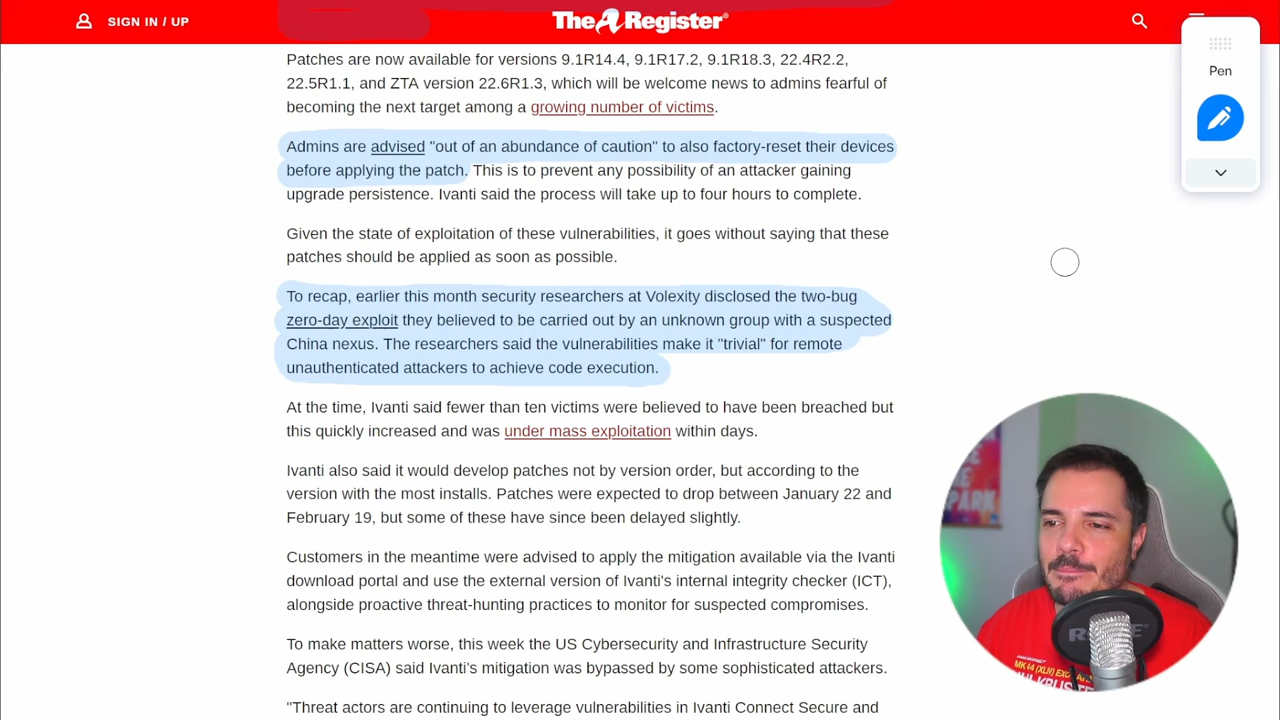 SIGN IN / UP
The Register®
Pen
Patches are now available for versions 9.1R14.4, 9.1R17.2, 9.1R18.3, 22.4R2.2,
22.5R1.1, and ZTA version 22.6R1.3, which will be welcome news to admins fearful of
becoming the next target among a growing number of victims.
Admins are advised "out of an abundance of caution" to also factory-reset their devices
before applying the patch. This is to prevent any possibility of an attacker gaining
upgrade persistence. Ivanti said the process will take up to four hours to complete.
Given the state of exploitation of these vulnerabilities, it goes without saying that these
patches should be applied as soon as possible.
To recap, earlier this month security researchers at Volexity disclosed the two-bug
zero-day exploit they believed to be carried out by an unknown group with a suspected
China nexus. The researchers said the vulnerabilities make it "trivial" for remote
unauthenticated attackers to achieve code execution.
At the time, Ivanti said fewer than ten victims were believed to have been breached but
this quickly increased and was under mass exploitation within days.
Ivanti also said it would develop patches not by version order, but according to the
version with the most installs. Patches were expected to drop between January 22 and
February 19, but some of these have since been delayed slightly.
Customers in the meantime were advised to apply the mitigation available via the Ivanti
download portal and use the external version of Ivanti's internal integrity checker (ICT),
alongside proactive threat-hunting practices to monitor for suspected compromises.
To make matters worse, this week the US Cybersecurity and Infrastructure Security
Agency (CISA) said Ivanti's mitigation was bypassed by some sophisticated attackers.
"Threat actors are continuing to leverage vulnerabilities in Ivanti Connect Secure and